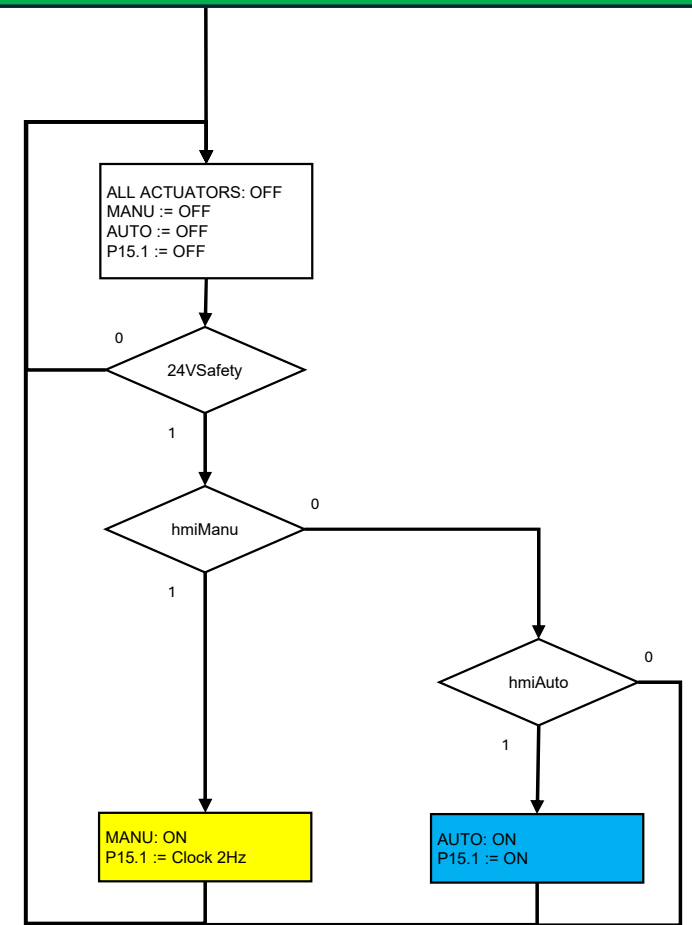 ALL ACTUATORS: OFF
MANU := OFF
AUTO := OFF
P15.1 := OFF
0
24VSafety
1
hmiManu
0
1
hmiAuto
0
1
MANU: ON
P15.1 := Clock 2Hz
AUTO: ON
P15.1 := ON